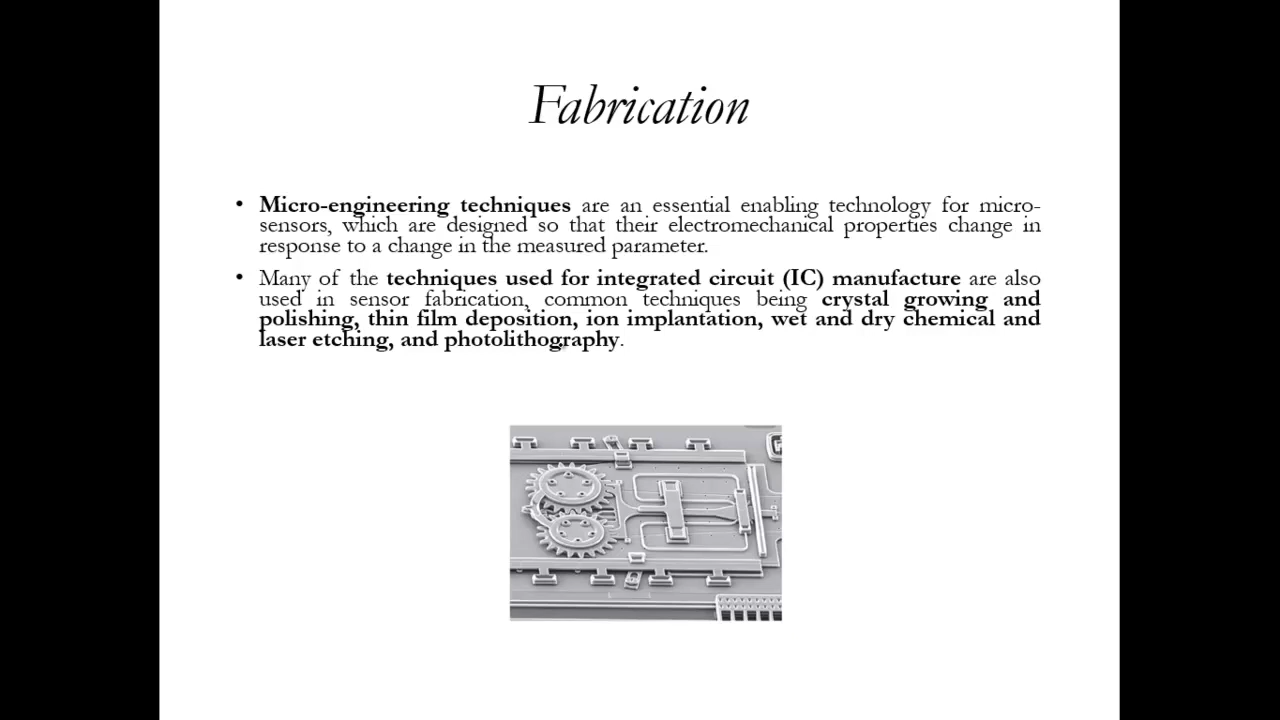 Fabrication
• Micro-engineering techniques are an essential enabling technology for micro-
sensors, which are designed so that their electromechanical properties change in
response to a change in the measured parameter.
• Many of the techniques used for integrated circuit (IC) manufacture are also
used in sensor fabrication, common techniques being crystal growing and
polishing, thin film deposition, ion implantation, wet and dry chemical and
laser etching, and photolithography.